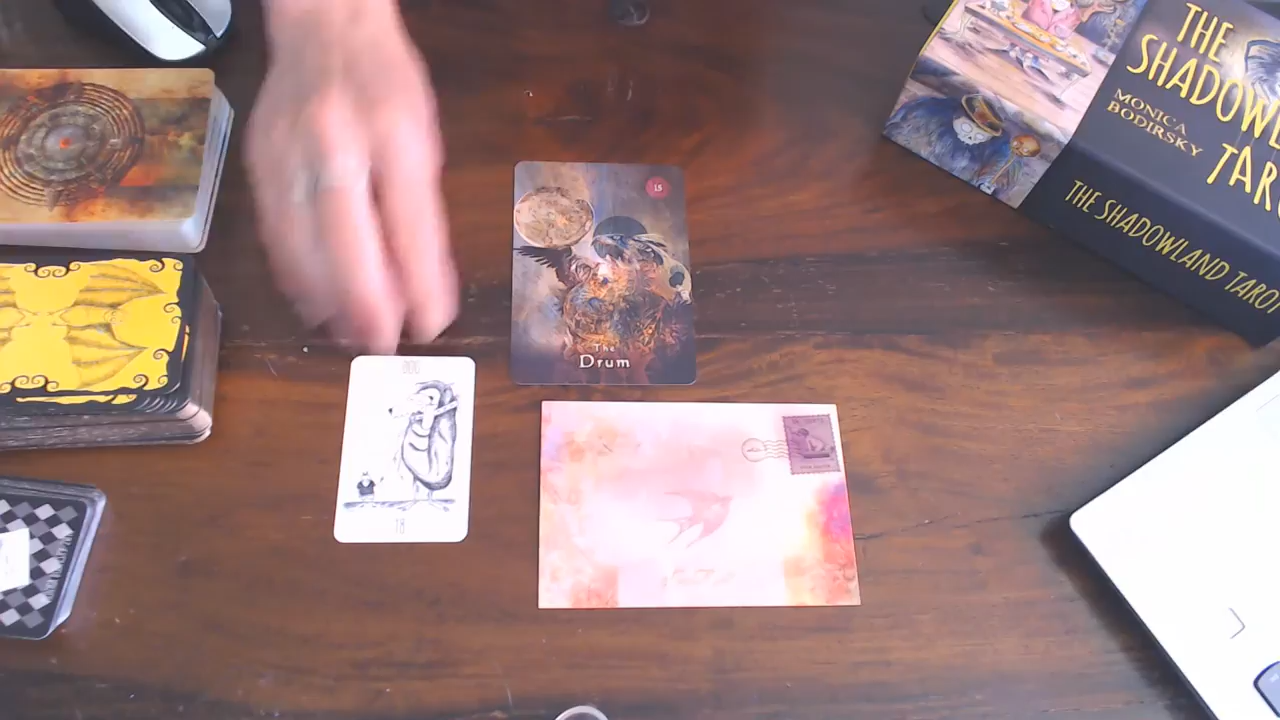 THE
SHADOWL
MONICA
BODIRSKY
TAR
THE SHADOWLAND TAROT
15
The
Drum
18